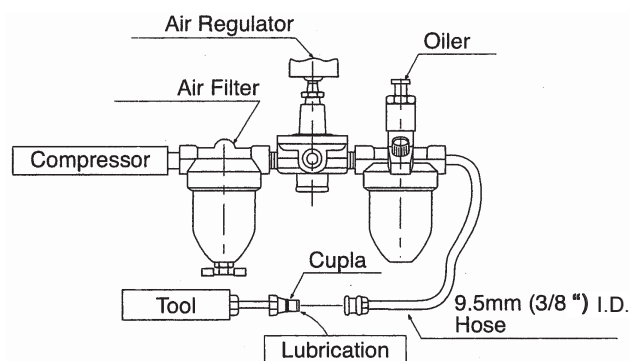 Air Regulator
Oiler
Air Filter
Compressor
Cupla
Tool
9.5mm (3/8 “) I.D.
Hose
Lubrication